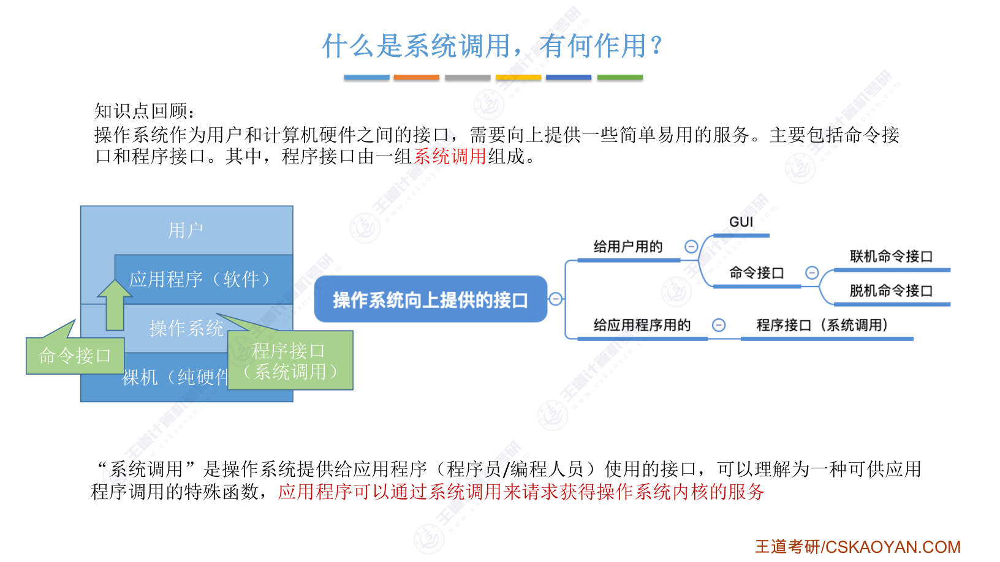 什么是系统调用，有何作用？
知识点回顾：
操作系统作为用户和计算机硬件之间的接口，需要向上提供一些简单易用的服务。主要包括命令接
口和程序接口。其中，程序接口由一组系统调用组成。
用户
应用程序（软件）
操作系统
命令接口
程序接口
（系统调用）
裸机（纯硬件
操作系统向上提供的接口
给用户用的
GUI
命令接口
联机命令接口
脱机命令接口
给应用程序用的
程序接口（系统调用）
“系统调用”是操作系统提供给应用程序（程序员/编程人员）使用的接口，可以理解为一种可供应用
程序调用的特殊函数，应用程序可以通过系统调用来请求获得操作系统内核的服务
王道考研/CSKAOYAN.COM
王道计算机考研
www.cskaoyan.com